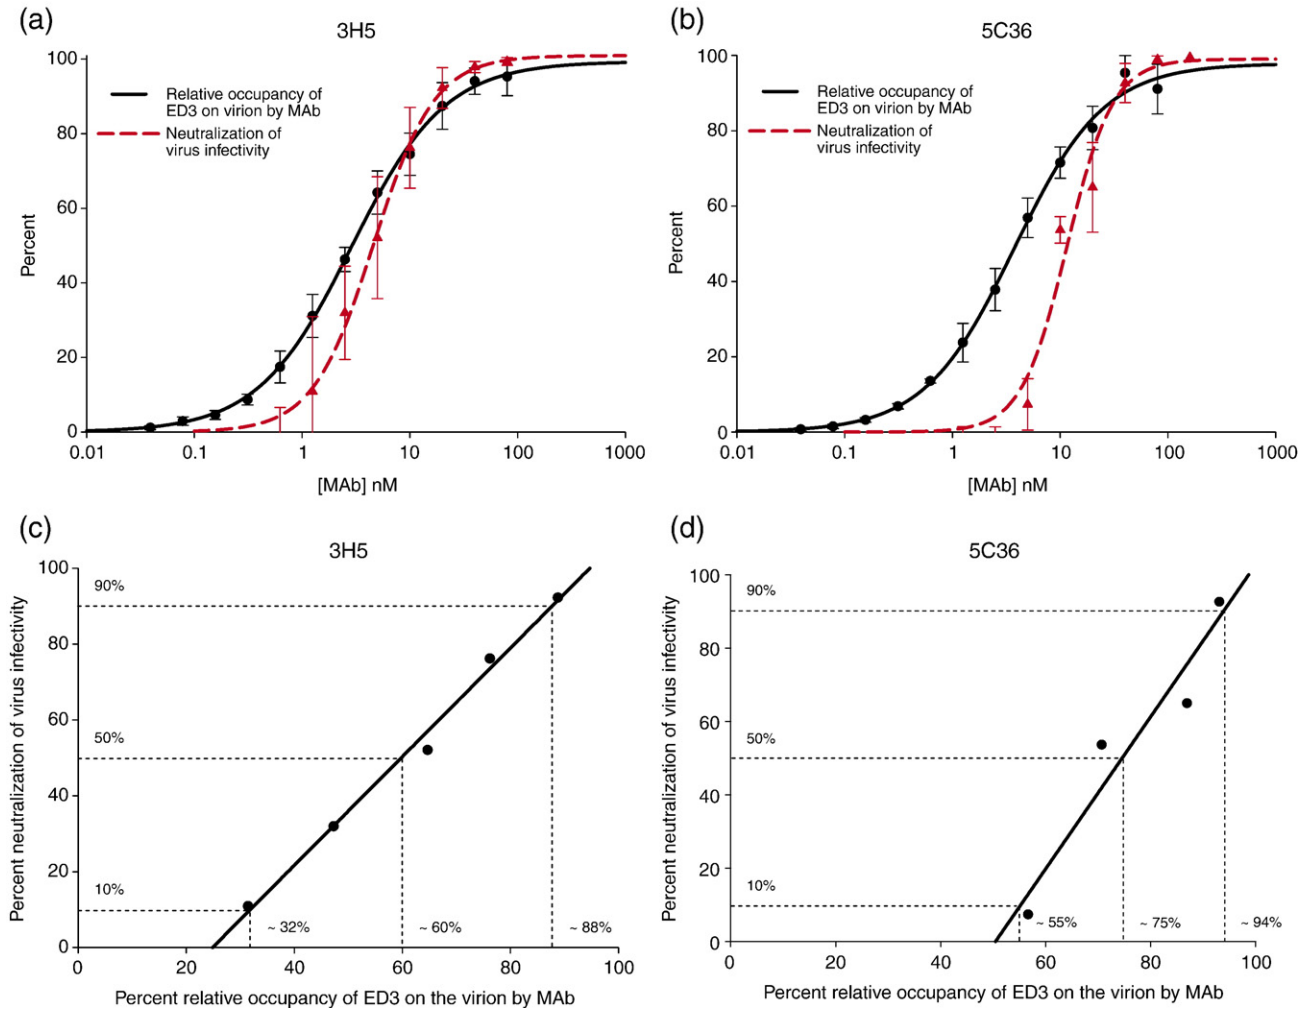 (a)
3H5
100
80
60
40
20
0
Percent
Relative occupancy of
ED3 on virion by MAb
Neutralization of
virus infectivity
0.01
0.1
1
10
100
1000
[MAb] nM
(b)
5C36
100
80
60
40
20
0
Percent
Relative occupancy of
ED3 on virion by MAb
Neutralization of
virus infectivity
0.01
0.1
1
10
100
1000
[MAb] nM
(c)
3H5
Percent neutralization of virus infectivity
100
80
60
40
20
0
90%
50%
10%
~ 32%
~ 60%
~ 88%
0
20
40
60
80
100
Percent relative occupancy of ED3 on the virion by MAb
(d)
5C36
Percent neutralization of virus infectivity
100
80
60
40
20
0
90%
50%
10%
~ 55%
~ 75%
~ 94%
0
20
40
60
80
100
Percent relative occupancy of ED3 on the virion by MAb